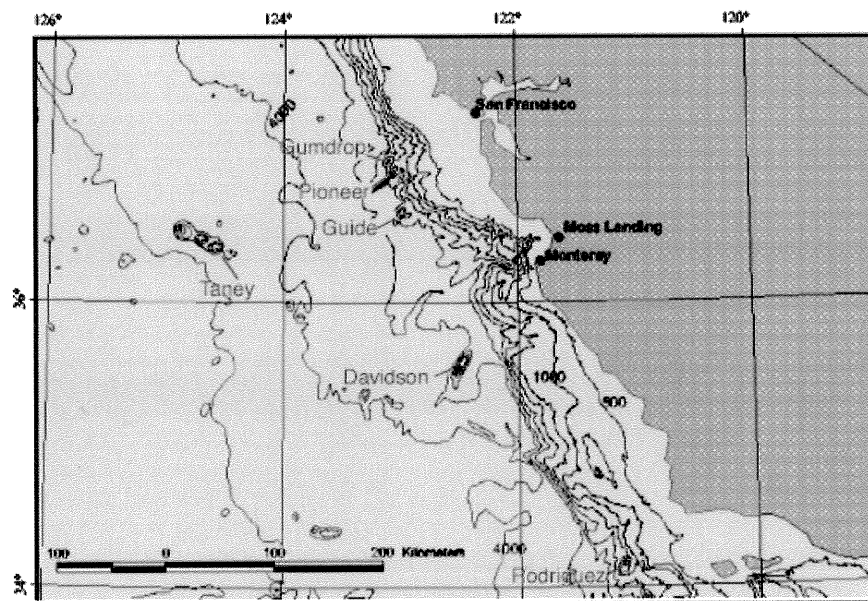 126° 124° 122° 120°
4000
San Francisco
Gumdrop
Pioneer
Guide
Moss Landing
Monterey
Taney
36°
Davidson
1000
500
100 0 100 200 Kilometers
4000
Rodriguez
34°